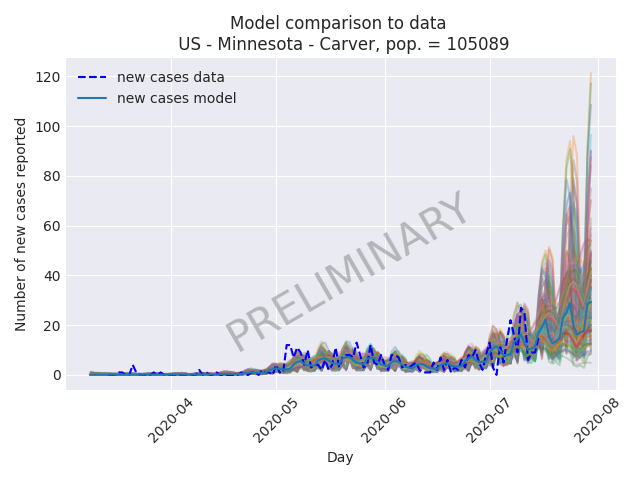 Model comparison to data
US - Minnesota - Carver, pop. = 105089
new cases data
new cases model
Number of new cases reported
120
100
80
60
40
20
0
PRELIMINARY
2020-04
2020-05
2020-06
2020-07
2020-08
Day